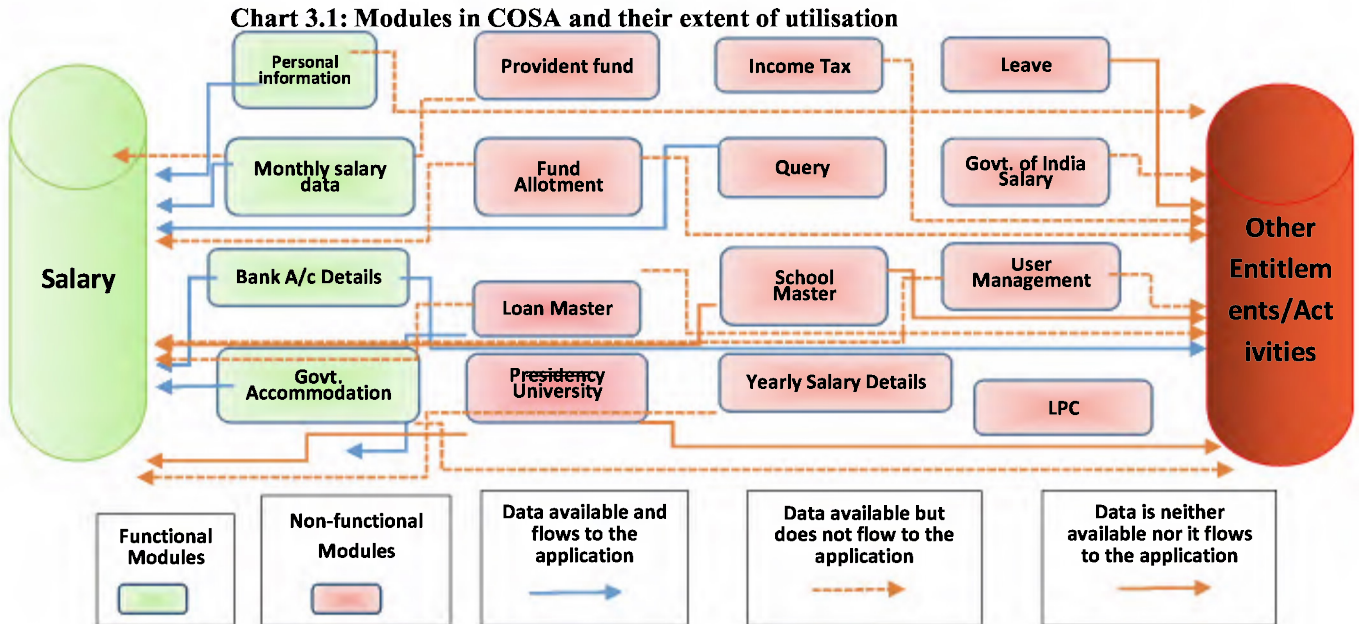 Chart 3.1: Modules in COSA and their extent of utilisation
Personal
information
Provident fund
Income Tax
Leave
Monthly salary
data
Fund
Allotment
Query
Govt. of India
Salary
Salary
Bank A/c Details
Loan Master
School
Master
User
Management
Other
Entitlem
ents/Act
ivities
Govt.
Accommodation
Presidency
University
Yearly Salary Details
LPC
Functional
Modules
Non-functional
Modules
Data available and
flows to the
application
Data available but
does not flow to the
application
Data is neither
available nor it flows
to the application